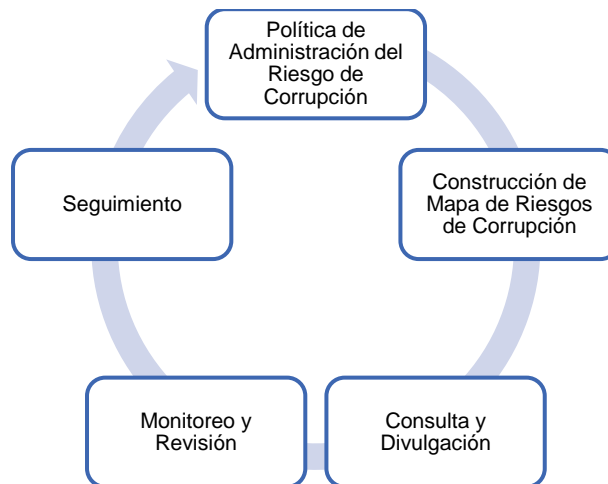 Política de
Administración del
Riesgo de
Corrupción
Construcción de
Mapa de Riesgos
de Corrupción
Consulta y
Divulgación
Monitoreo y
Revisión
Seguimiento